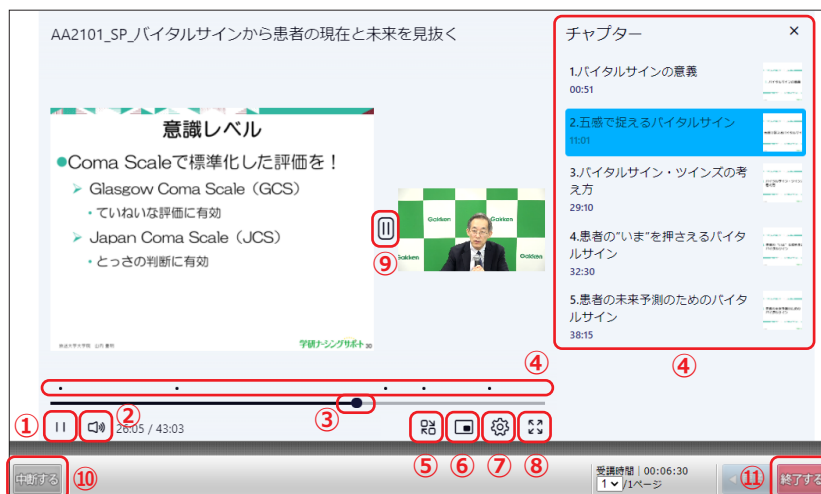 AA2101_SP_バイタルサインから患者の現在と未来を見抜く
意識レベル
●Coma Scaleで標準化した評価を！
➢ Glasgow Coma Scale（GCS）
・ていねいな評価に有効
➢ Japan Coma Scale（JCS）
・とっさの判断に有効
学研ナーシングサポート 30
Gakken
Gakken
Gakken
Gakken
⑨
チャプター
×
1.バイタルサインの意義
00:51
2.五感で捉えるバイタルサイン
11:01
3.バイタルサイン・ツインズの考
え方
29:10
4.患者の"いま"を押さえるバイタ
ルサイン
32:30
5.患者の未来予測のためのバイタ
ルサイン
38:15
④
④
① ② 26:05 / 43:03 ③
⑤ ⑥ ⑦ ⑧
中断する ⑩
受講時間｜00:06:30
1 /1ページ
⑪ 終了する